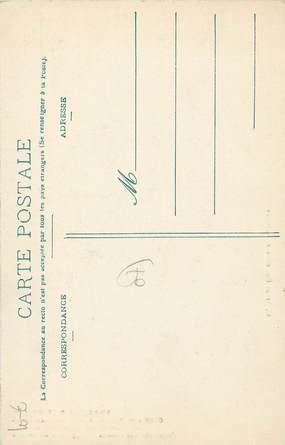 CARTE POSTALE
La Correspondance au recto n'est pas acceptée par tous les pays étrangers (Se renseigner à la Poste).
CORRESPONDANCE
ADRESSE
M